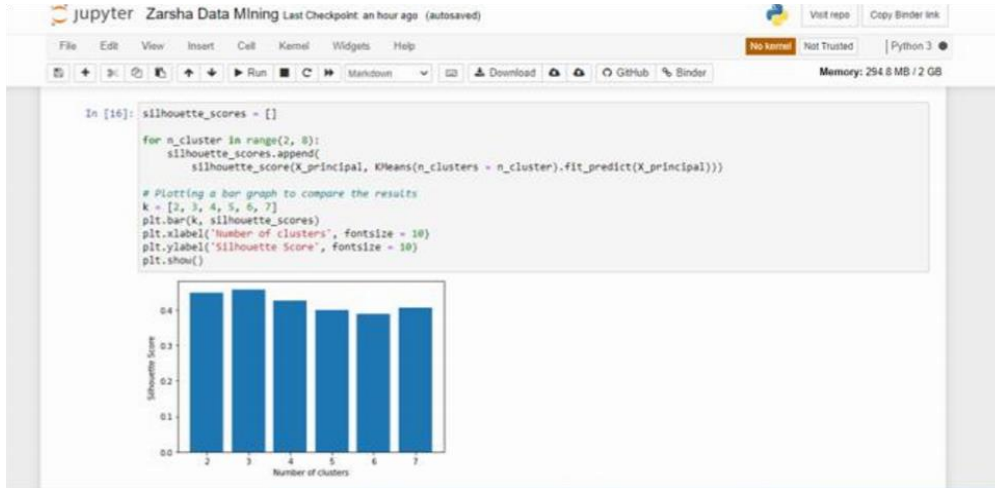 jupyter Zarsha Data MIning Last Checkpoint: an hour ago (autosaved)
Visit repo Copy Binder link
File Edit View Insert Cell Kernel Widgets Help
No kernel Not Trusted Python 3
Run Markdown Download GitHub Binder Memory: 294.8 MB / 2 GB
In [16]: silhouette_scores = []
for n_cluster in range(2, 8):
silhouette_scores.append(
silhouette_score(X_principal, KMeans(n_clusters = n_cluster).fit_predict(X_principal)))
# Plotting a bar graph to compare the results
k = [2, 3, 4, 5, 6, 7]
plt.bar(k, silhouette_scores)
plt.xlabel('Number of clusters', fontsize = 10)
plt.ylabel('Silhouette Score', fontsize = 10)
plt.show()
0.4
0.3
0.2
0.1
0.0
Silhouette Score
2 3 4 5 6 7
Number of clusters